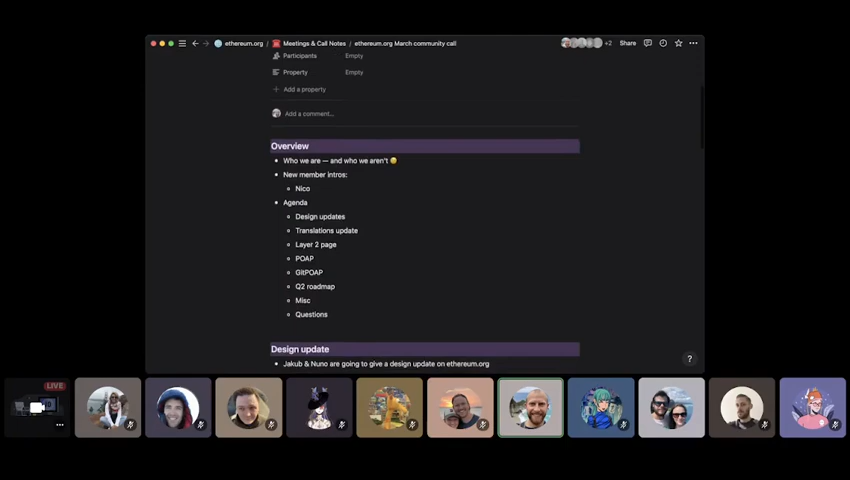 ethereum.org / Meetings & Call Notes / ethereum.org March community call
+2 Share
Participants Empty
Property Empty
+ Add a property
Add a comment...
Overview
Who we are — and who we aren't
New member intros:
Nico
Agenda
Design updates
Translations update
Layer 2 page
POAP
GitPOAP
Q2 roadmap
Misc
Questions
Design update
Jakub & Nuno are going to give a design update on ethereum.org
?
LIVE